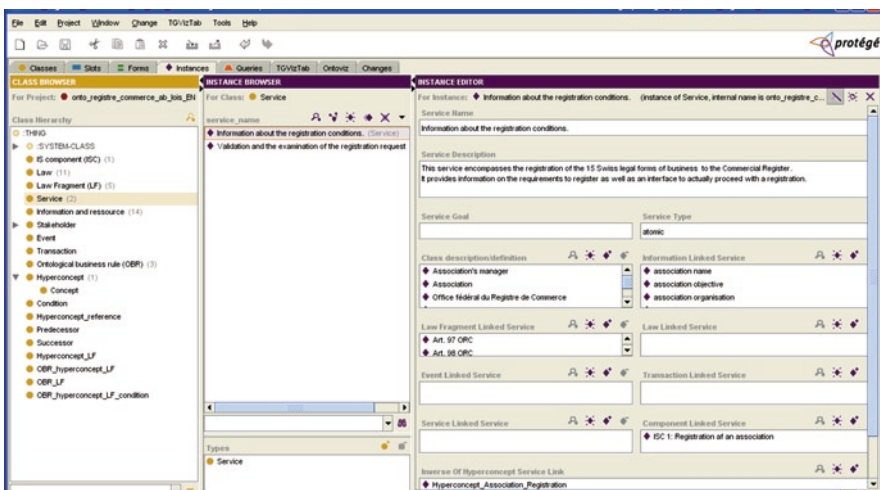 File Edit Project Window Change TGVizTab Tools Help
protégé
Classes Slots Forms Instances Queries TGVizTab Ontoviz Changes
CLASS BROWSER
For Project: onto_registre_commerce_ab_lois_EN
Class Hierarchy
:THING
:SYSTEM-CLASS
IS component (ISC) (1)
Law (11)
Law Fragment (LF) (5)
Service (2)
Information and ressource (14)
Stakeholder
Event
Transaction
Ontological business rule (OBR) (3)
Hyperconcept (1)
Concept
Condition
Hyperconcept_reference
Predecessor
Successor
Hyperconcept_LF
OBR_hyperconcept_LF
OBR_LF
OBR_hyperconcept_LF_condition
INSTANCE BROWSER
For Class: Service
service_name
Information about the registration conditions. (Service)
Validation and the examination of the registration request
Types
Service
INSTANCE EDITOR
For Instance: Information about the registration conditions. (instance of Service, internal name is onto_registre_c...
Service Name
Information about the registration conditions.
Service Description
This service encompasses the registration of the 15 Swiss legal forms of business to the Commercial Register.
It provides information on the requirements to register as well as an interface to actually proceed with a registration.
Service Goal Service Type
atomic
Class description/definition Information Linked Service
Association's manager association name
Association association objective
Office fédéral du Registre de Commerce association organisation
Law Fragment Linked Service Law Linked Service
Art. 97 ORC
Art. 98 ORC
Event Linked Service Transaction Linked Service
Service Linked Service Component Linked Service
ISC 1: Registration of an association
Inverse Of Hyperconcept Service Link
Hyperconcept_Association_Registration